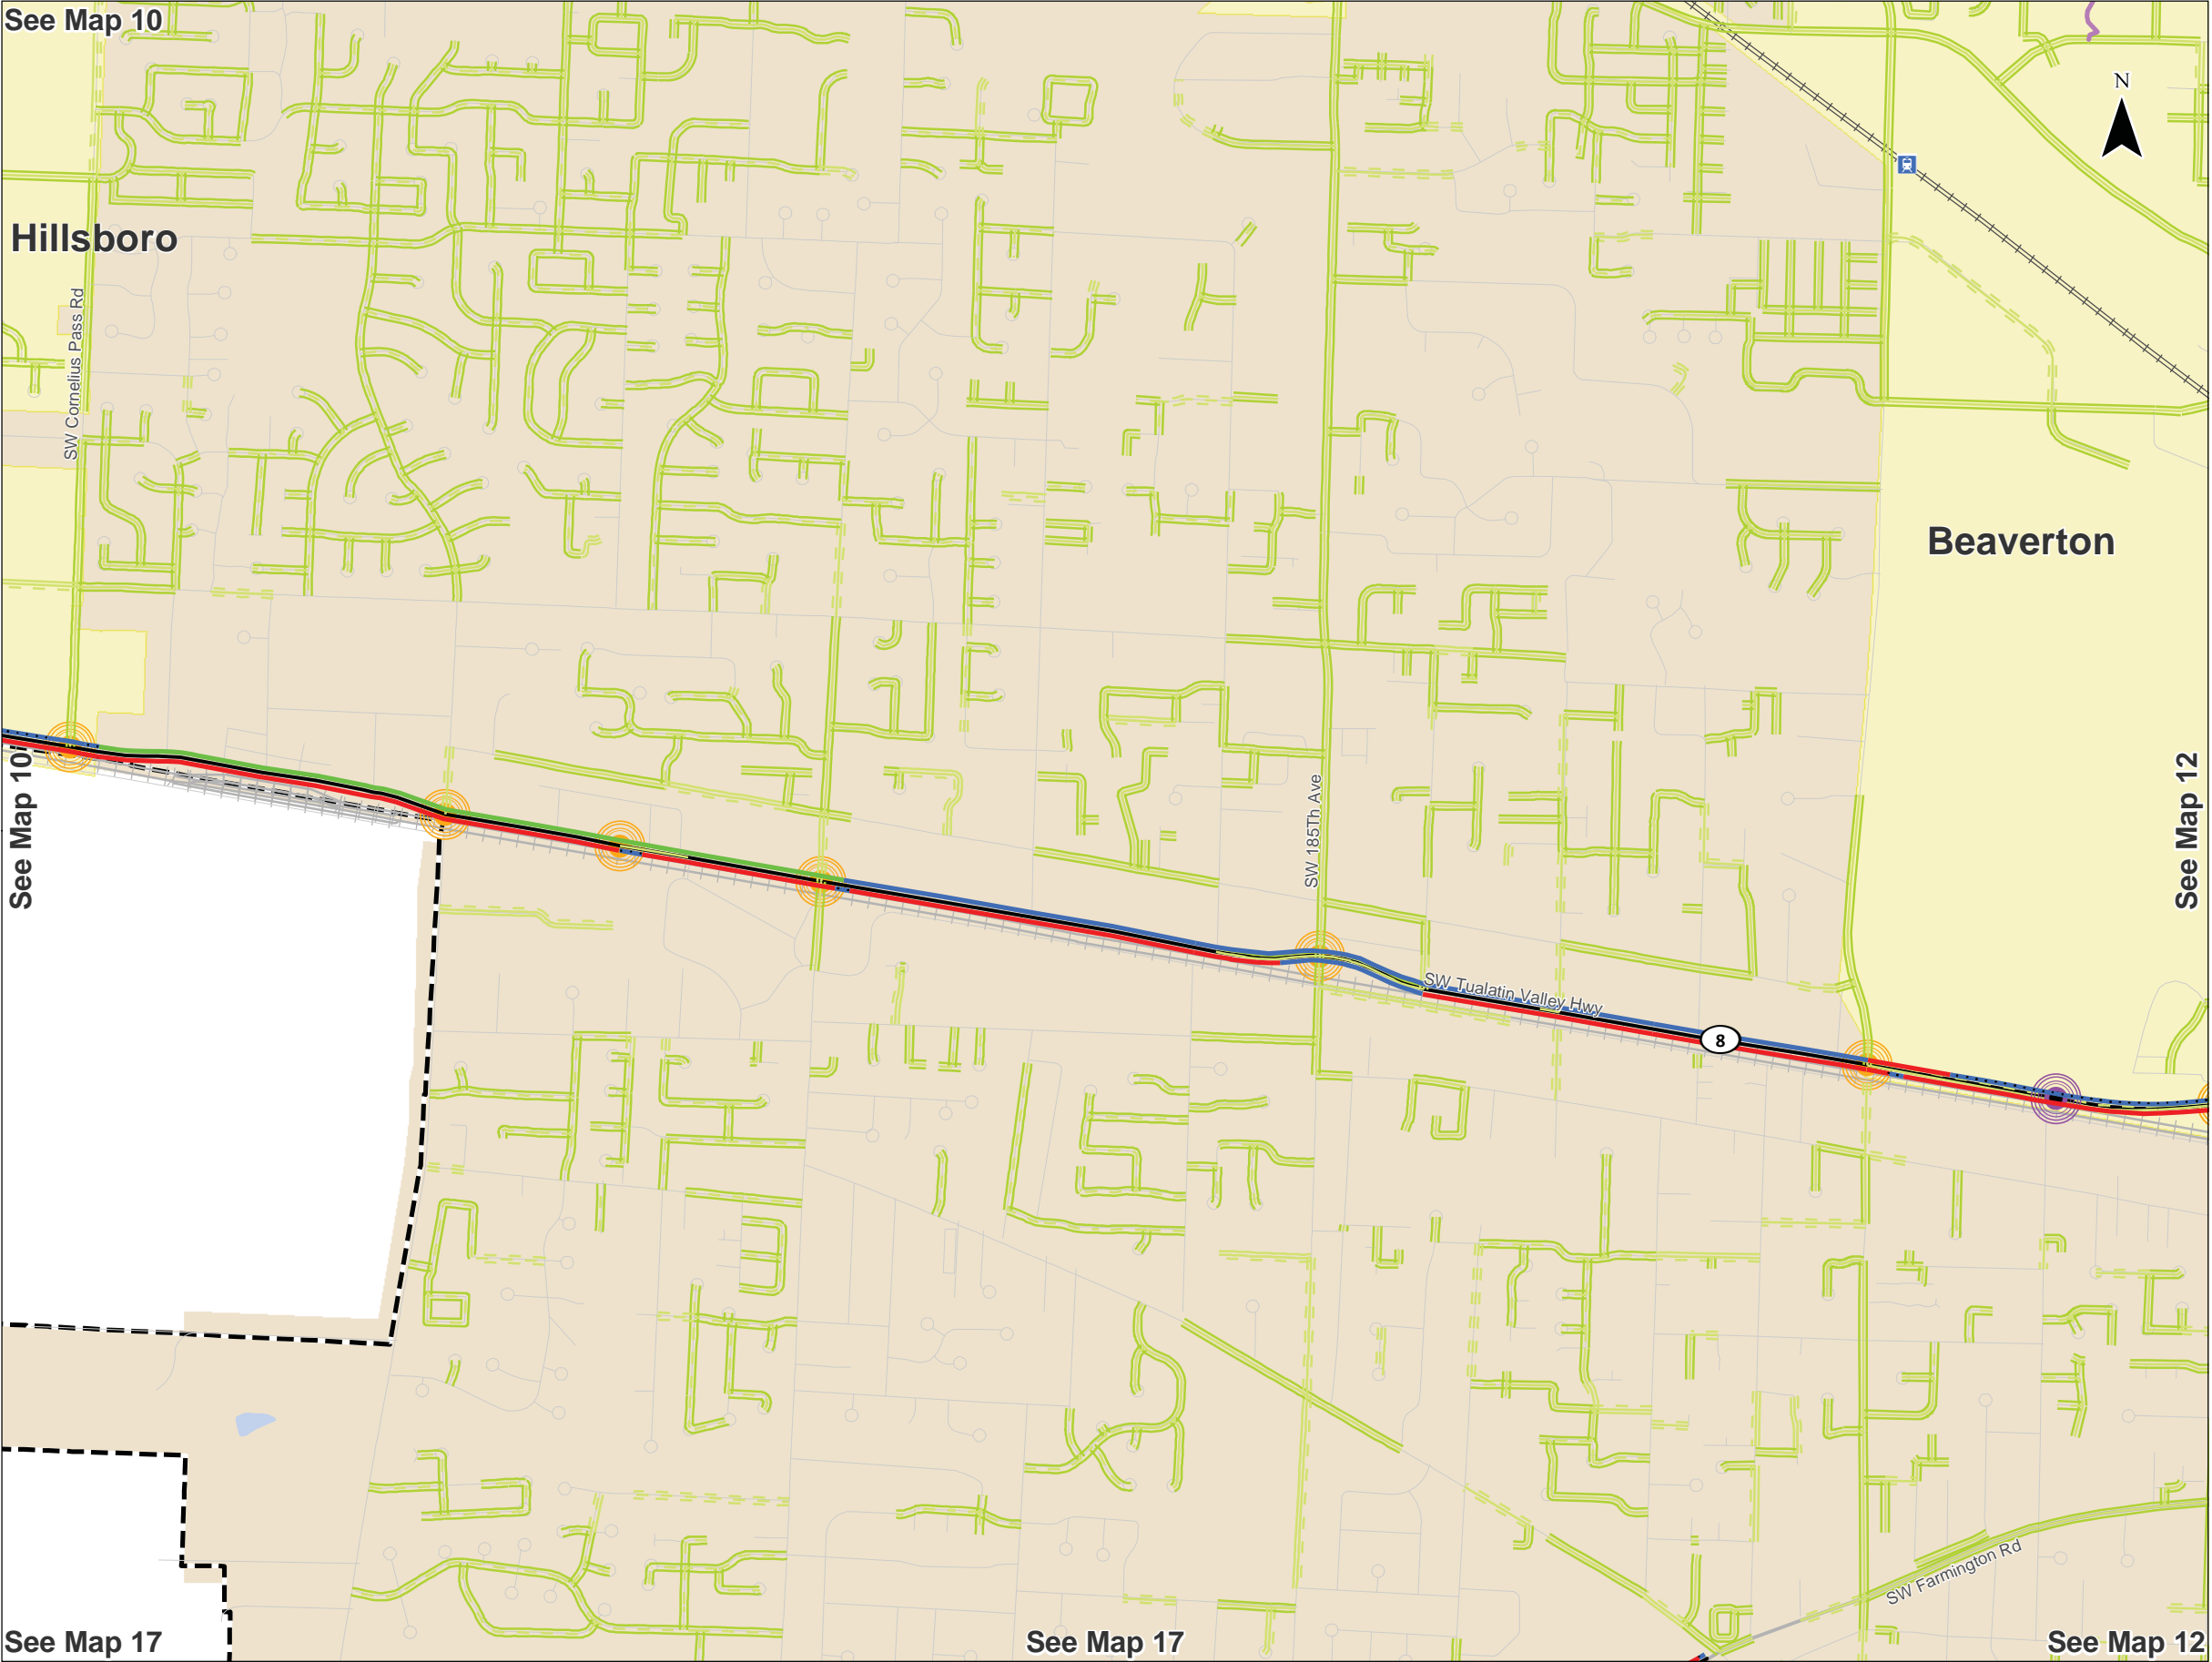 See Map 10
N
Hillsboro
SW Cornelius Pass Rd
Beaverton
See Map 10
SW 185Th Ave
See Map 12
SW Tualatin Valley Hwy
8
SW Farmington Rd
See Map 17
See Map 17
See Map 12